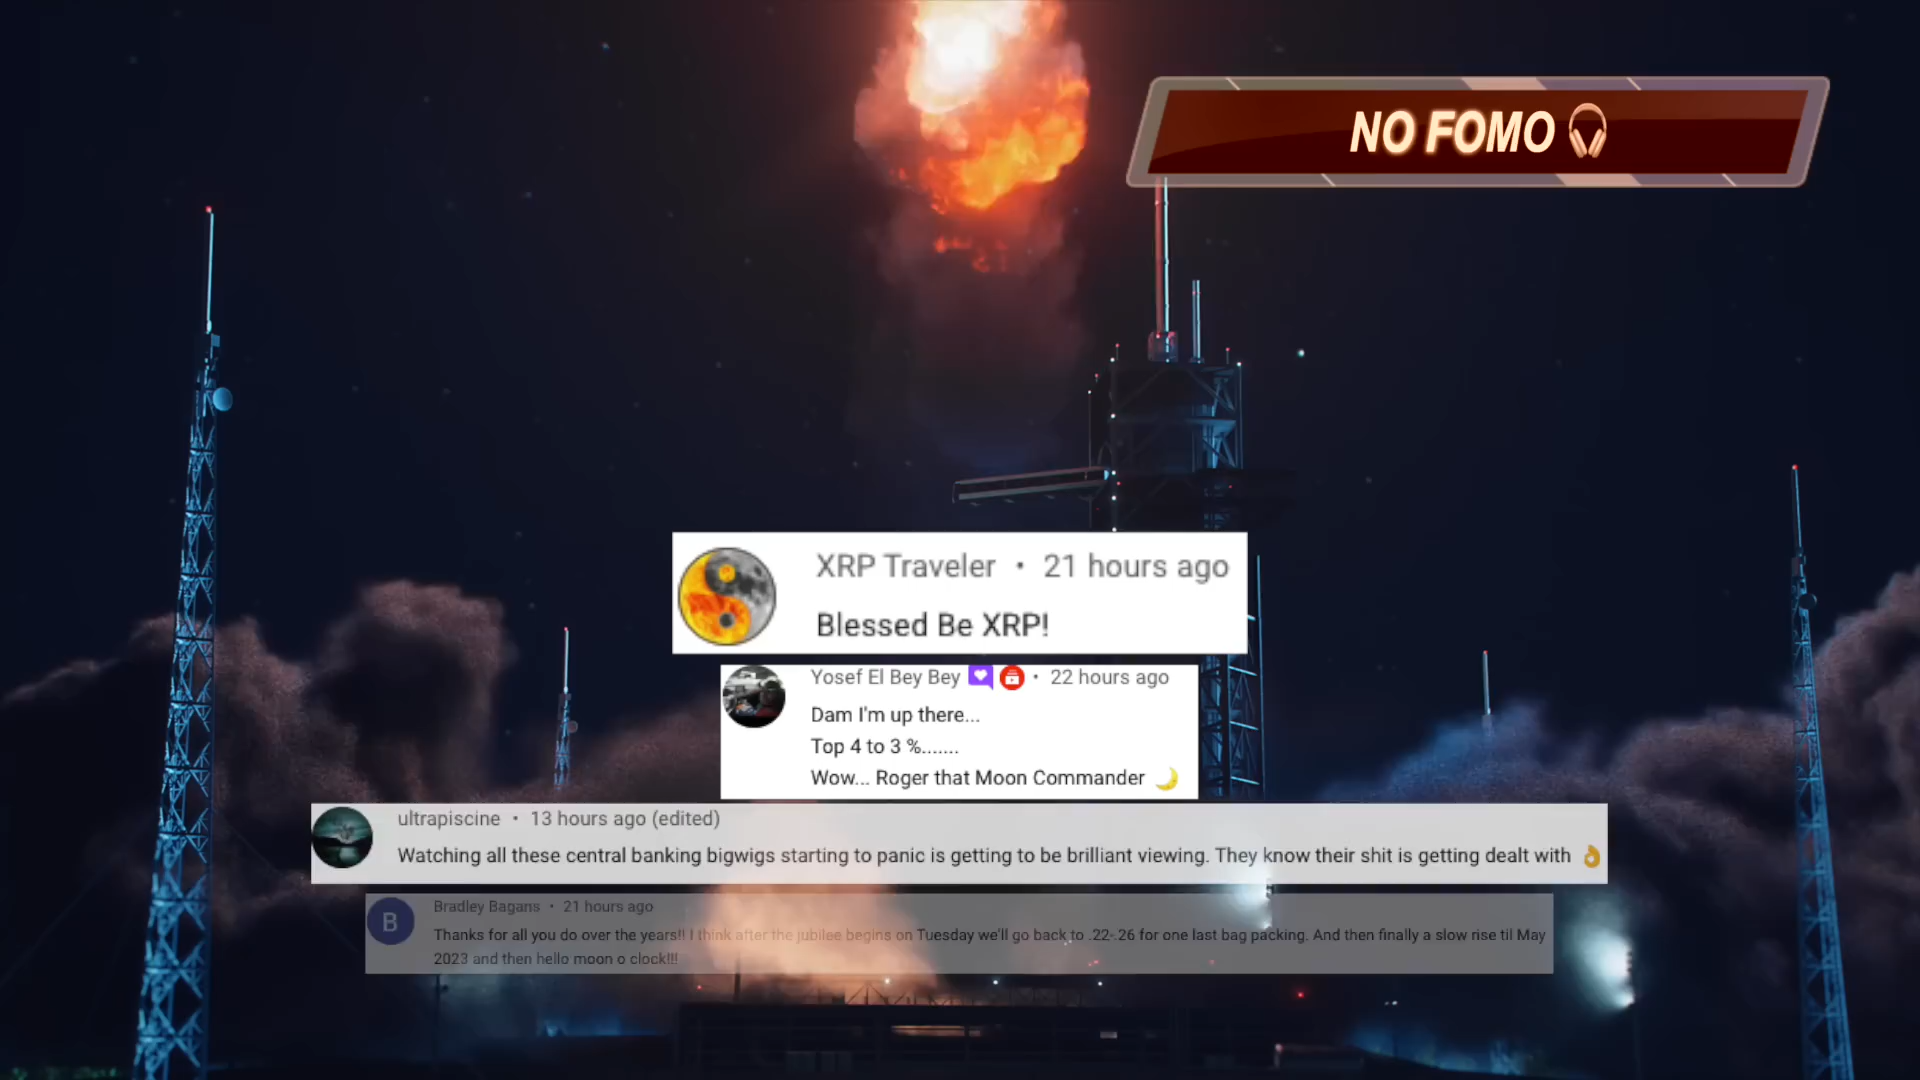 NO FOMO 🎧
XRP Traveler • 21 hours ago
Blessed Be XRP!
Yosef El Bey Bey • 22 hours ago
Dam I'm up there...
Top 4 to 3 %.......
Wow... Roger that Moon Commander 🌙
ultrapiscine • 13 hours ago (edited)
Watching all these central banking bigwigs starting to panic is getting to be brilliant viewing. They know their shit is getting dealt with 👌
B
Bradley Bagans • 21 hours ago
Thanks for all you do over the years!! I think after the jubilee begins on Tuesday we'll go back to .22-.26 for one last bag packing. And then finally a slow rise til May
2023 and then hello moon o clock!!!